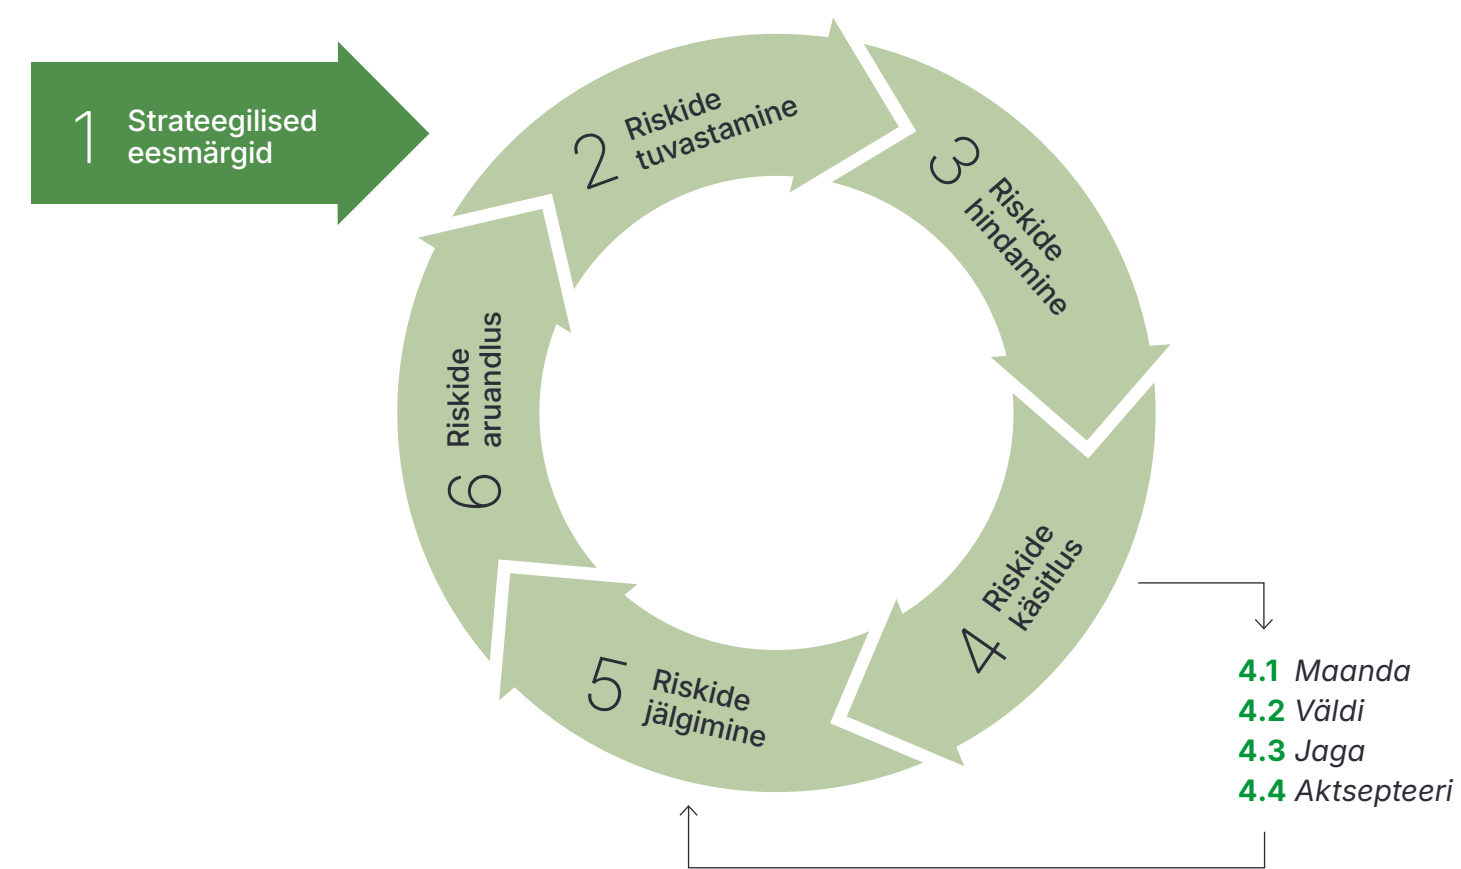 1 Strateegilised
eesmärgid
2 Riskide
tuvastamine
3 Riskide
hindamine
4 Riskide
käsitlus
4.1 Maanda
4.2 Väldi
4.3 Jaga
4.4 Aktsepteeri
5 Riskide
jälgimine
6 Riskide
aruandlus